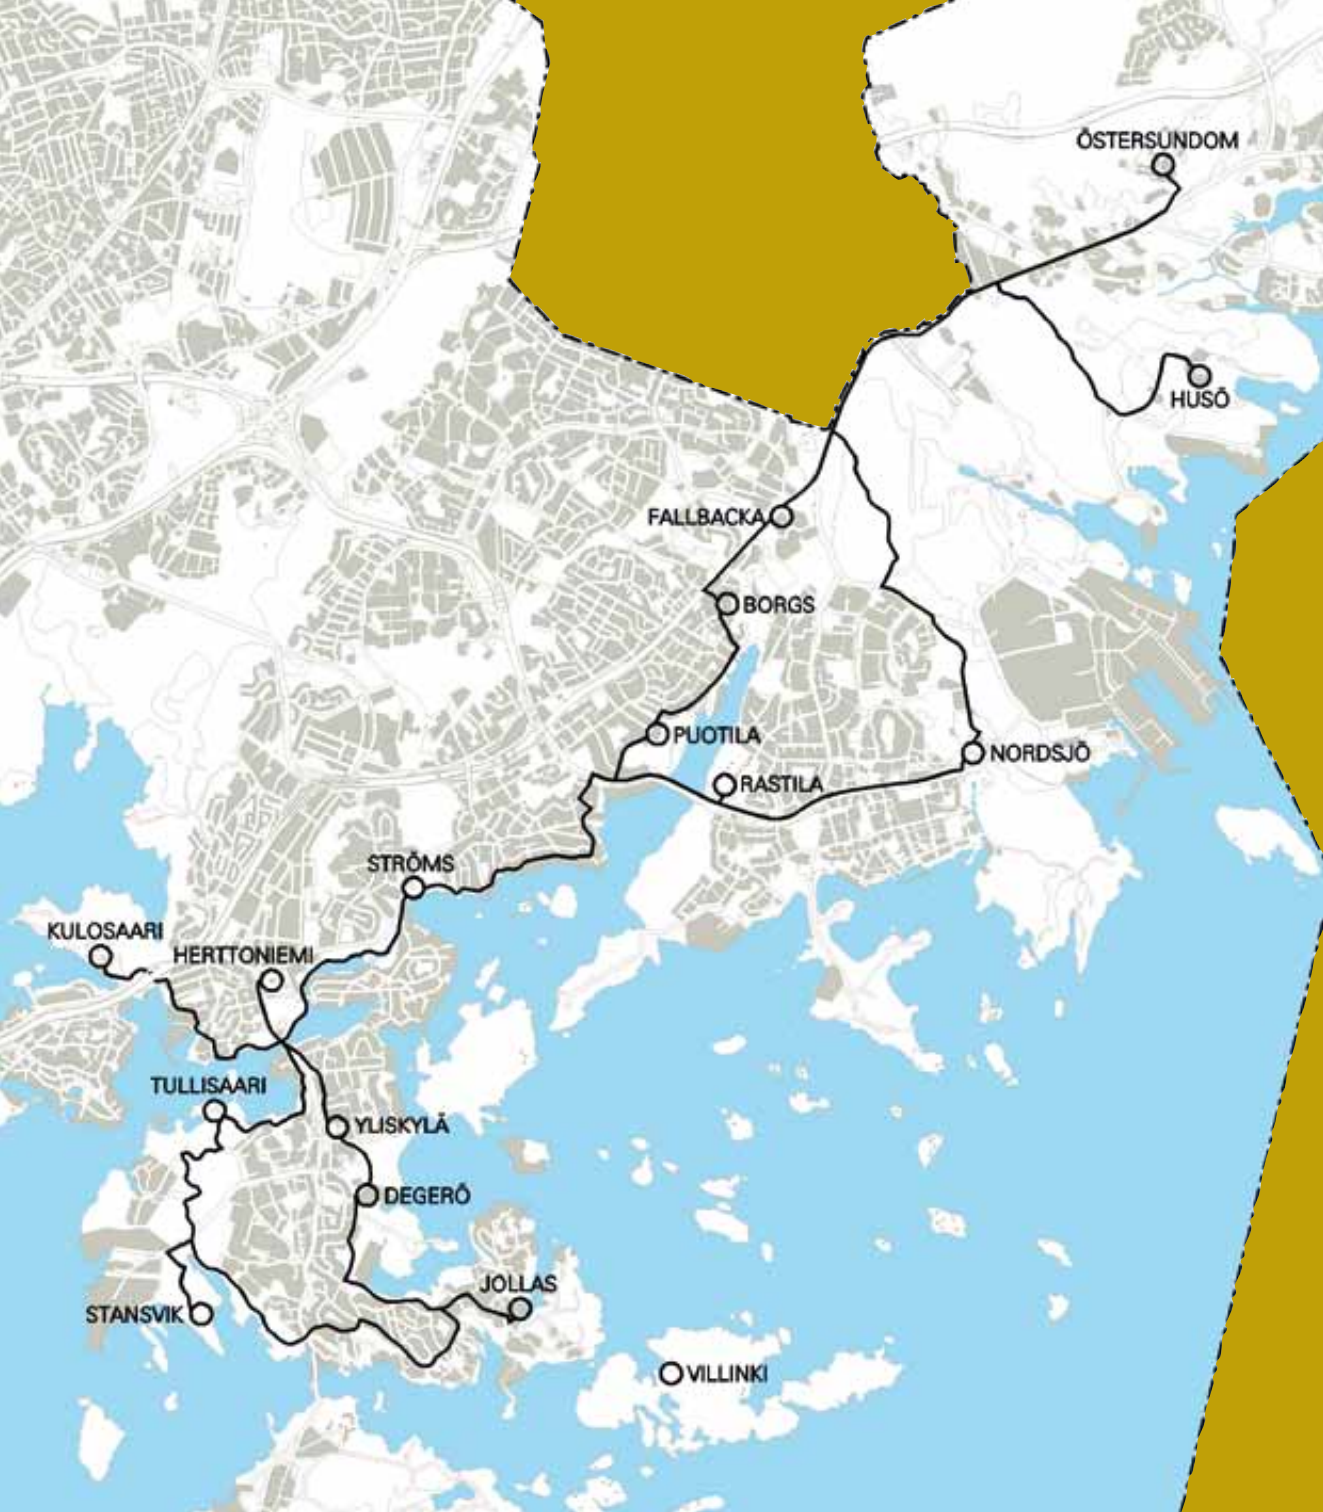 ÖSTERSUNDOM
HUSÖ
FALLBACKA
BORGS
PUOTILA
NORDSJÖ
RASTILA
STRÖMS
KULOSAARI
HERTTONIEMI
TULLISAARI
YLISKYLÄ
DEGERÖ
JOLLAS
STANSVIK
VILLINKI